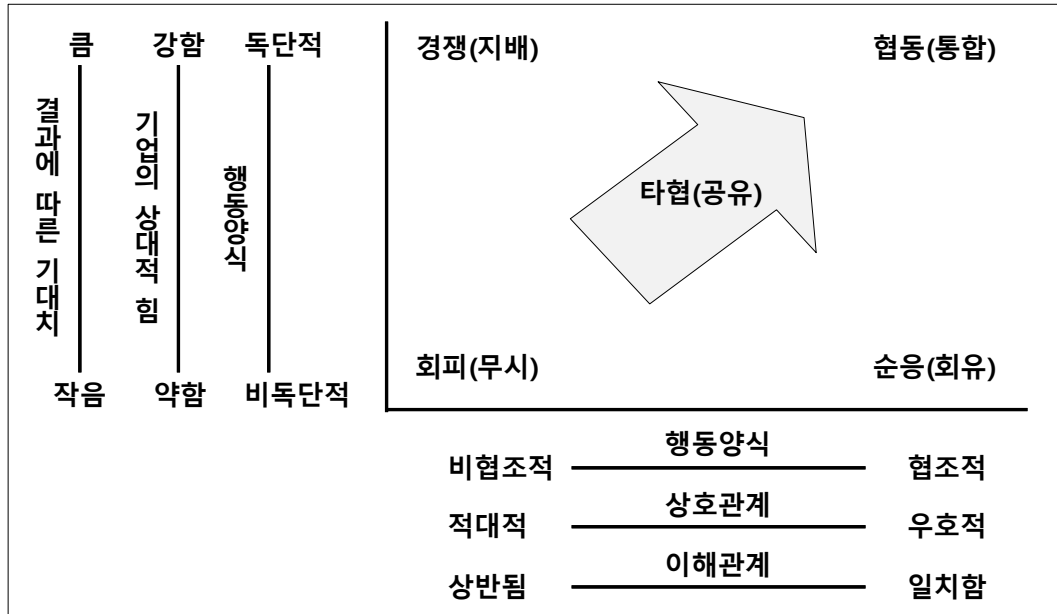 큼 강함 독단적
결과에 따른 기대치
기업의 상대적 힘
행동양식
작음 약함 비독단적
경쟁(지배) 협동(통합)
타협(공유)
회피(무시) 순응(회유)
행동양식
비협조적 협조적
상호관계
적대적 우호적
이해관계
상반됨 일치함